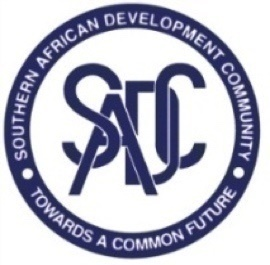 SOUTHERN AFRICAN DEVELOPMENT COMMUNITY
SADC
TOWARDS A COMMON FUTURE